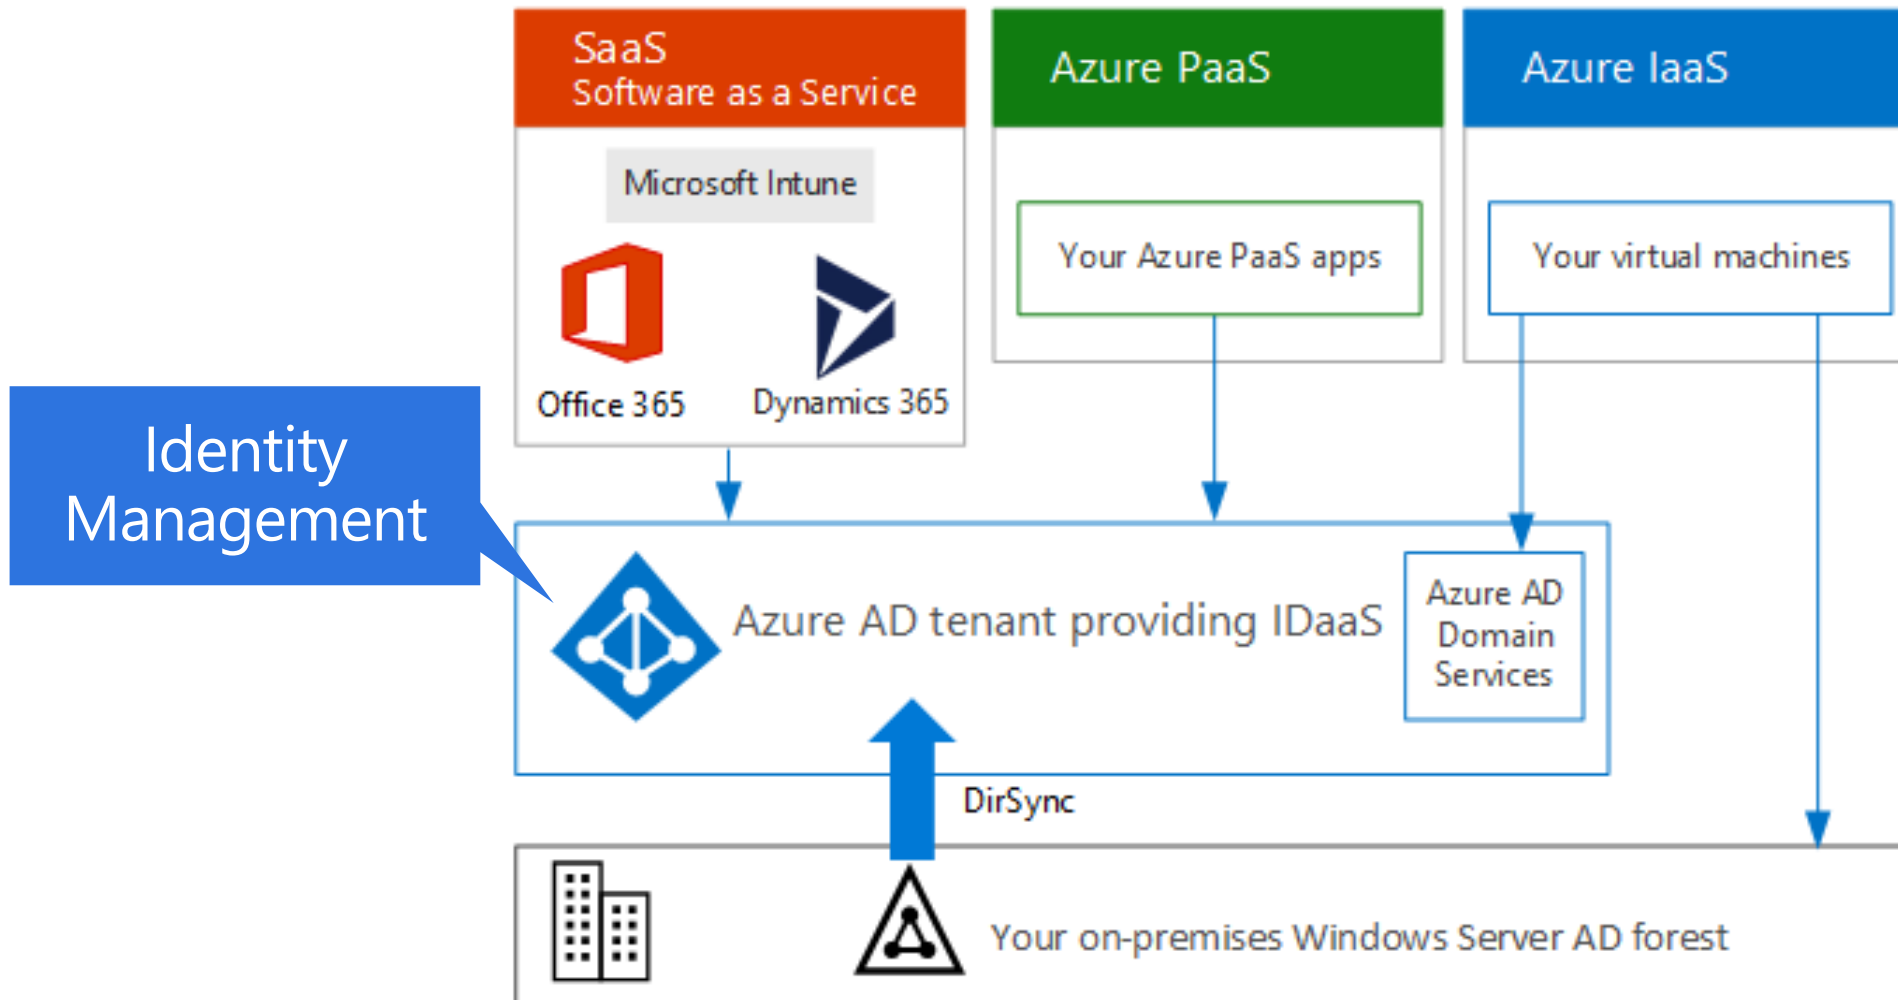 SaaS
Software as a Service
Microsoft Intune
Office 365
Dynamics 365
Azure PaaS
Your Azure PaaS apps
Azure IaaS
Your virtual machines
Identity
Management
Azure AD tenant providing IDaaS
Azure AD
Domain
Services
DirSync
Your on-premises Windows Server AD forest